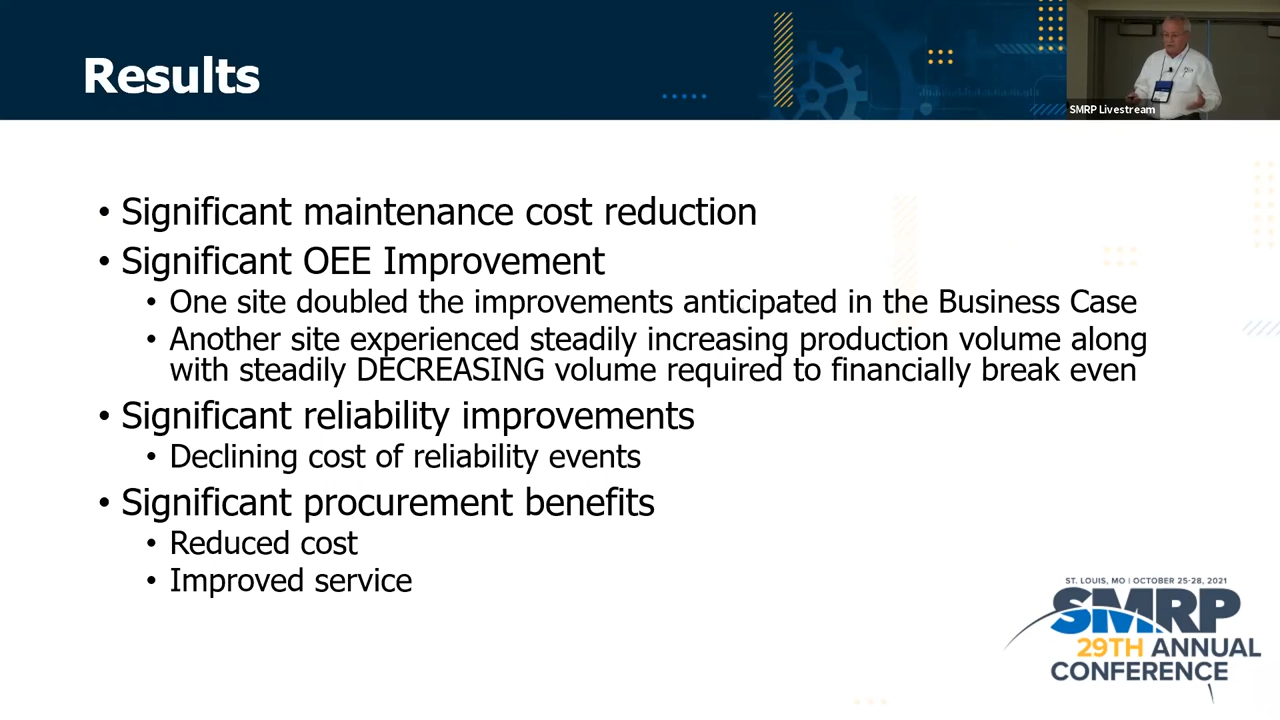 Results
SMRP Livestream
• Significant maintenance cost reduction
• Significant OEE Improvement
• One site doubled the improvements anticipated in the Business Case
• Another site experienced steadily increasing production volume along
with steadily DECREASING volume required to financially break even
• Significant reliability improvements
• Declining cost of reliability events
• Significant procurement benefits
• Reduced cost
• Improved service
ST. LOUIS, MO | OCTOBER 25-28, 2021
SMRP
29TH ANNUAL
CONFERENCE